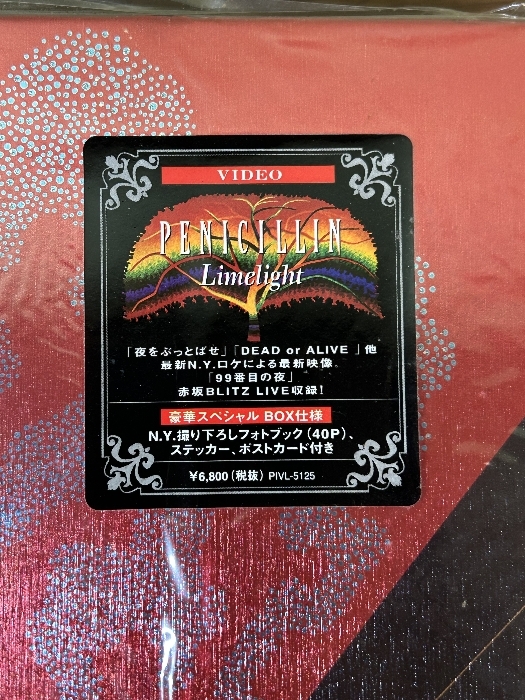 VIDEO
PENICILLIN
Limelight
「夜をぶっとばせ」「DEAD or ALIVE 」他
最新N.Y.ロケによる最新映像。
「99番目の夜」
赤坂BLITZ LIVE収録!
豪華スペシャル BOX仕様
N.Y.撮り下ろしフォトブック(40P)、
ステッカー、ポストカード付き
¥6,800(税抜) PIVL-5125